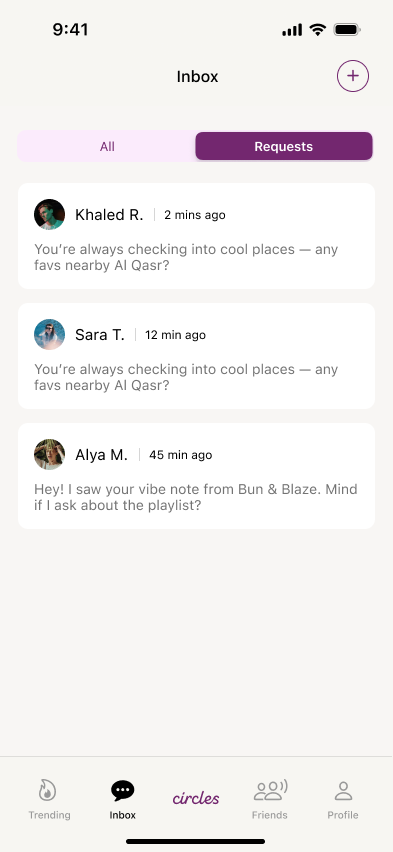 9:41
Inbox
All
Requests
Khaled R.
2 mins ago
You're always checking into cool places — any
favs nearby Al Qasr?
Sara T.
12 min ago
You're always checking into cool places — any
favs nearby Al Qasr?
Alya M.
45 min ago
Hey! I saw your vibe note from Bun & Blaze. Mind
if I ask about the playlist?
Trending
Inbox
circles
Friends
Profile